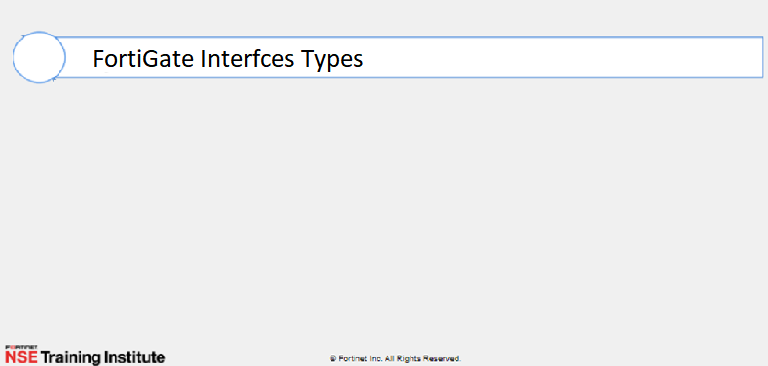 FortiGate Interfces Types
FORTINET
NSE Training Institute
© Fortinet Inc. All Rights Reserved.